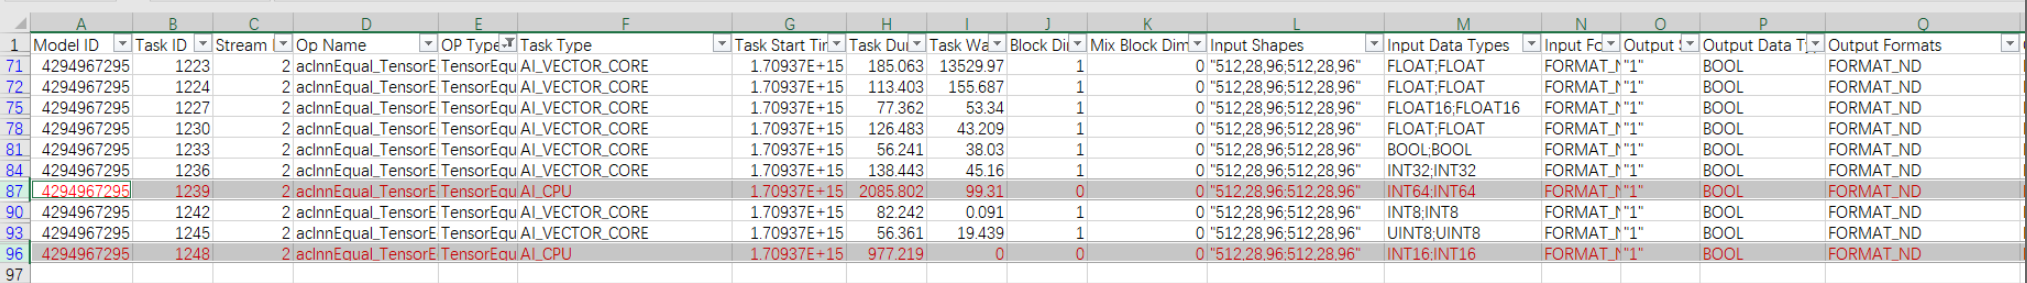 A B C D E F G H I J K L M N O P Q
1 Model ID Task ID Stream Op Name OP Type Task Type Task Start Tir Task Du Task Wa Block Di Mix Block Dim Input Shapes Input Data Types Input Fo Output Output Data T Output Formats
71 4294967295 1223 2 aclnnEqual_TensorE TensorEqu AI_VECTOR_CORE 1.70937E+15 185.063 13529.97 1 0 "512,28,96;512,28,96" FLOAT;FLOAT FORMAT_N "1" BOOL FORMAT_ND
72 4294967295 1224 2 aclnnEqual_TensorE TensorEqu AI_VECTOR_CORE 1.70937E+15 113.403 155.687 1 0 "512,28,96;512,28,96" FLOAT;FLOAT FORMAT_N "1" BOOL FORMAT_ND
75 4294967295 1227 2 aclnnEqual_TensorE TensorEqu AI_VECTOR_CORE 1.70937E+15 77.362 53.34 1 0 "512,28,96;512,28,96" FLOAT16;FLOAT16 FORMAT_N "1" BOOL FORMAT_ND
78 4294967295 1230 2 aclnnEqual_TensorE TensorEqu AI_VECTOR_CORE 1.70937E+15 126.483 43.209 1 0 "512,28,96;512,28,96" FLOAT;FLOAT FORMAT_N "1" BOOL FORMAT_ND
81 4294967295 1233 2 aclnnEqual_TensorE TensorEqu AI_VECTOR_CORE 1.70937E+15 56.241 38.03 1 0 "512,28,96;512,28,96" BOOL;BOOL FORMAT_N "1" BOOL FORMAT_ND
84 4294967295 1236 2 aclnnEqual_TensorE TensorEqu AI_VECTOR_CORE 1.70937E+15 138.443 45.16 1 0 "512,28,96;512,28,96" INT32;INT32 FORMAT_N "1" BOOL FORMAT_ND
87 4294967295 1239 2 aclnnEqual_TensorE TensorEqu AI_CPU 1.70937E+15 2085.802 99.31 0 0 "512,28,96;512,28,96" INT64;INT64 FORMAT_N "1" BOOL FORMAT_ND
90 4294967295 1242 2 aclnnEqual_TensorE TensorEqu AI_VECTOR_CORE 1.70937E+15 82.242 0.091 1 0 "512,28,96;512,28,96" INT8;INT8 FORMAT_N "1" BOOL FORMAT_ND
93 4294967295 1245 2 aclnnEqual_TensorE TensorEqu AI_VECTOR_CORE 1.70937E+15 56.361 19.439 1 0 "512,28,96;512,28,96" UINT8;UINT8 FORMAT_N "1" BOOL FORMAT_ND
96 4294967295 1248 2 aclnnEqual_TensorE TensorEqu AI_CPU 1.70937E+15 977.219 0 0 0 "512,28,96;512,28,96" INT16;INT16 FORMAT_N "1" BOOL FORMAT_ND
97